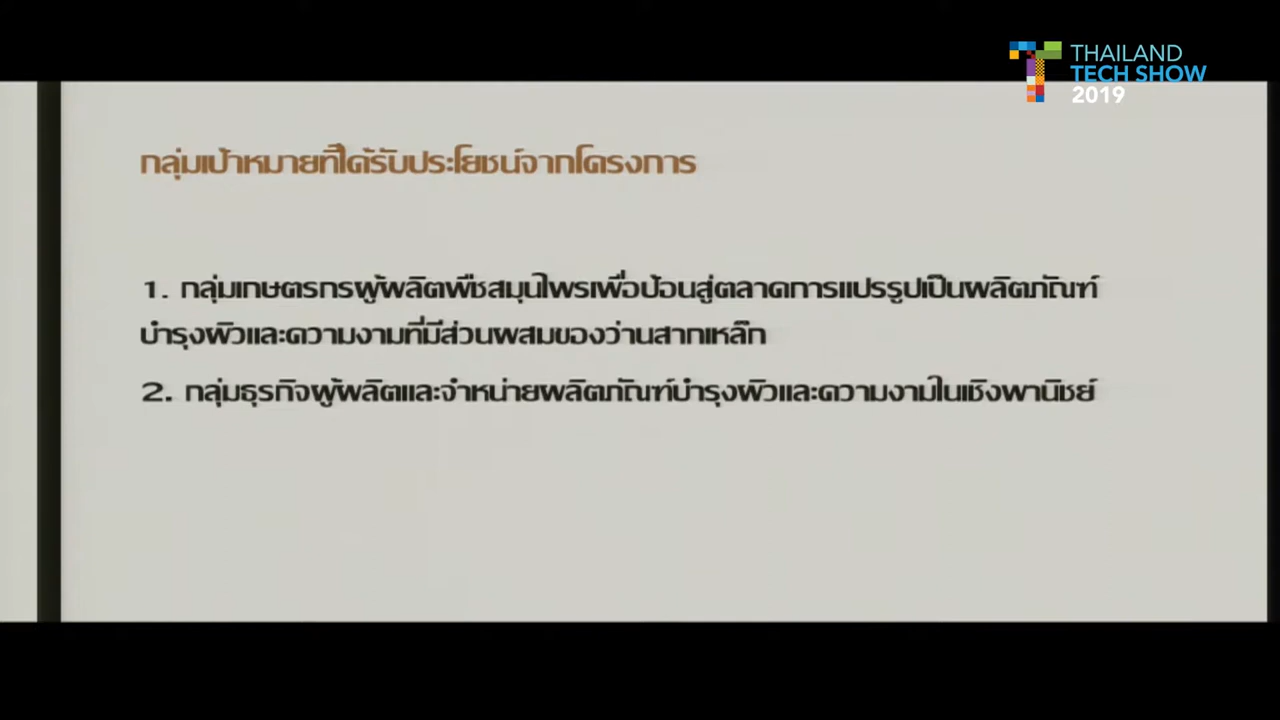 THAILAND
TECH SHOW
2019
กลุ่มเป้าหมายที่ได้รับประโยชน์จากโครงการ
1. กลุ่มเกษตรกรผู้ผลิตพืชสมุนไพรเพื่อป้อนสู่ตลาดการแปรรูปเป็นผลิตภัณฑ์
บำรุงผิวและความงามที่มีส่วนผสมของว่านสากเหล็ก
2. กลุ่มธุรกิจผู้ผลิตและจำหน่ายผลิตภัณฑ์บำรุงผิวและความงามในเชิงพานิชย์